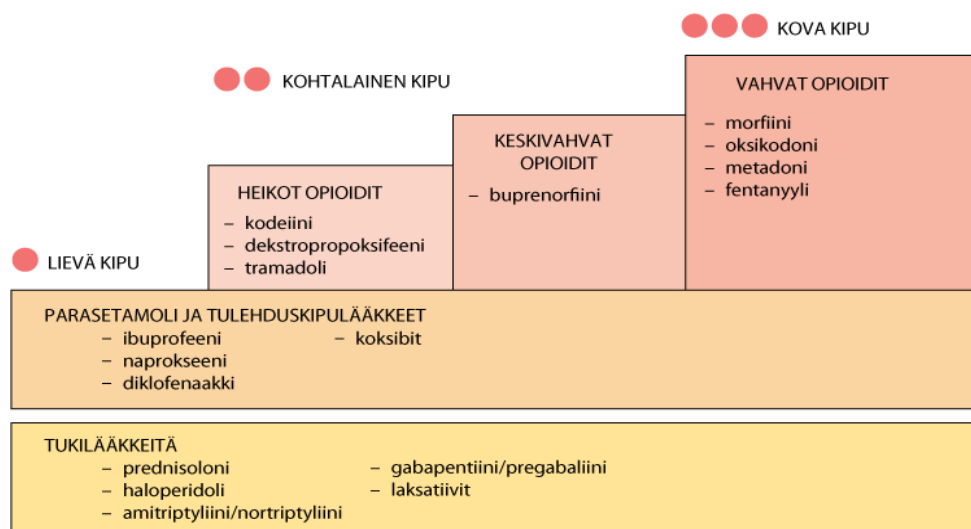 KOVA KIPU
KOHTALAINEN KIPU
VAHVAT OPIOIDIT
– morfiini
– oksikodoni
– metadoni
– fentanyyli
KESKIVAHVAT
OPIOIDIT
– buprenorfiini
HEIKOT OPIOIDIT
– kodeiini
– dekstropropoksifeeni
– tramadoli
LIEVÄ KIPU
PARASETAMOLI JA TULEHDUSKIPULÄÄKKEET
– ibuprofeeni
– naprokseeni
– diklofenaakki
– koksibit
TUKILÄÄKKEITÄ
– prednisoloni
– haloperidoli
– amitriptyliini/nortriptyliini
– gabapentiini/pregabaliini
– laksatiivit